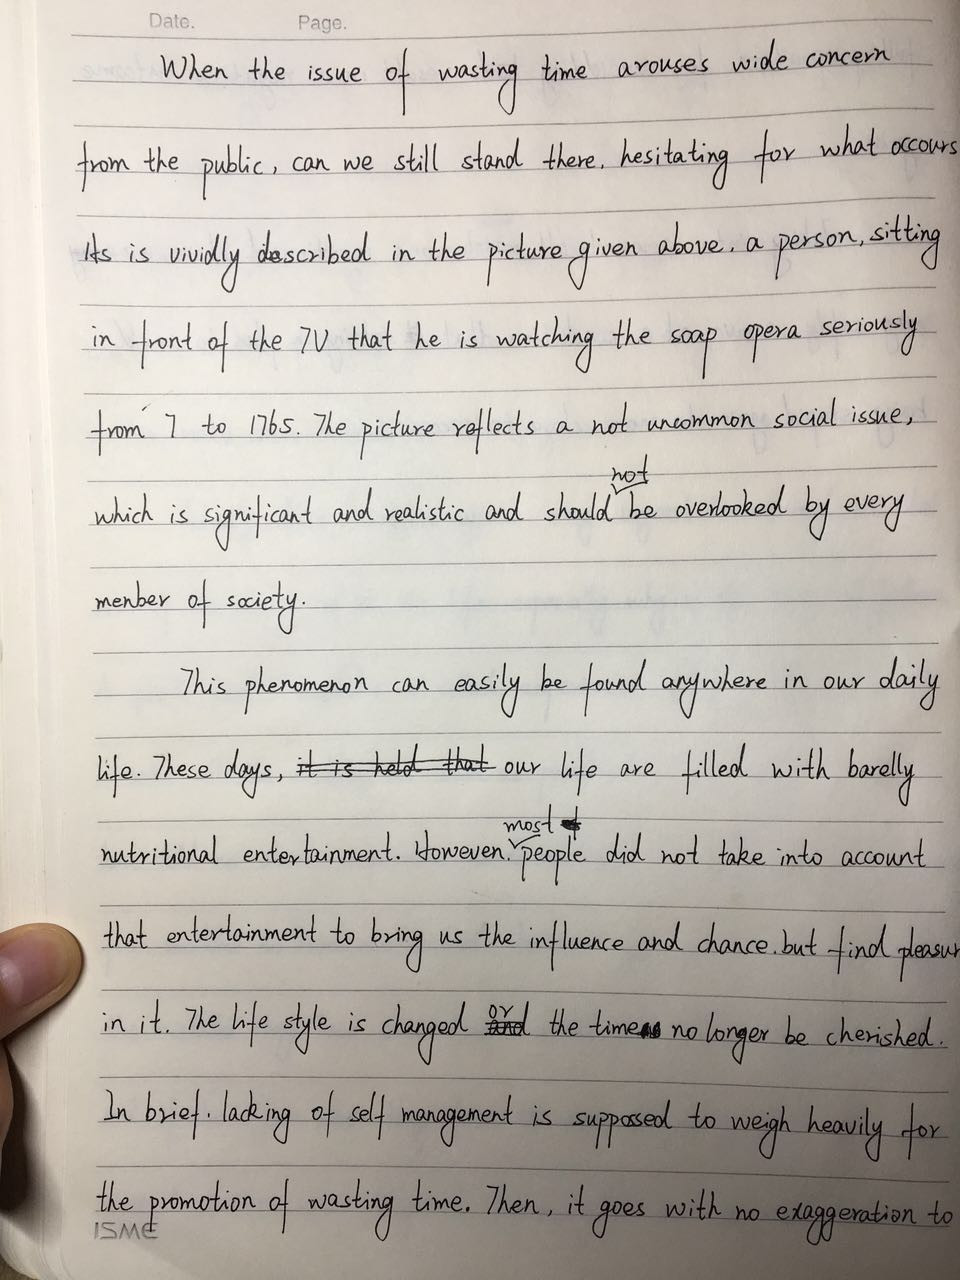 Date. Page.
When the issue of wasting time arouses wide concern
from the public, can we still stand there, hesitating for what occours
As is vividly described in the picture given above, a person, sitting
in front of the TV that he is watching the soap opera seriously
from 7 to 1765. The picture reflects a not uncommon social issue,
not
which is significant and realistic and should be overlooked by every
menber of society.
This phenomenon can easily be found anywhere in our daily
life. These days, it is held that our life are filled with barelly
most
nutritional entertainment. However, people did not take into account
that entertainment to bring us the influence and chance, but find pleasur
in it. The life style is changed or the time no longer be cherished.
In brief, lacking of self management is suppossed to weigh heavily for
the promotion of wasting time. Then, it goes with no exaggeration to
ISME